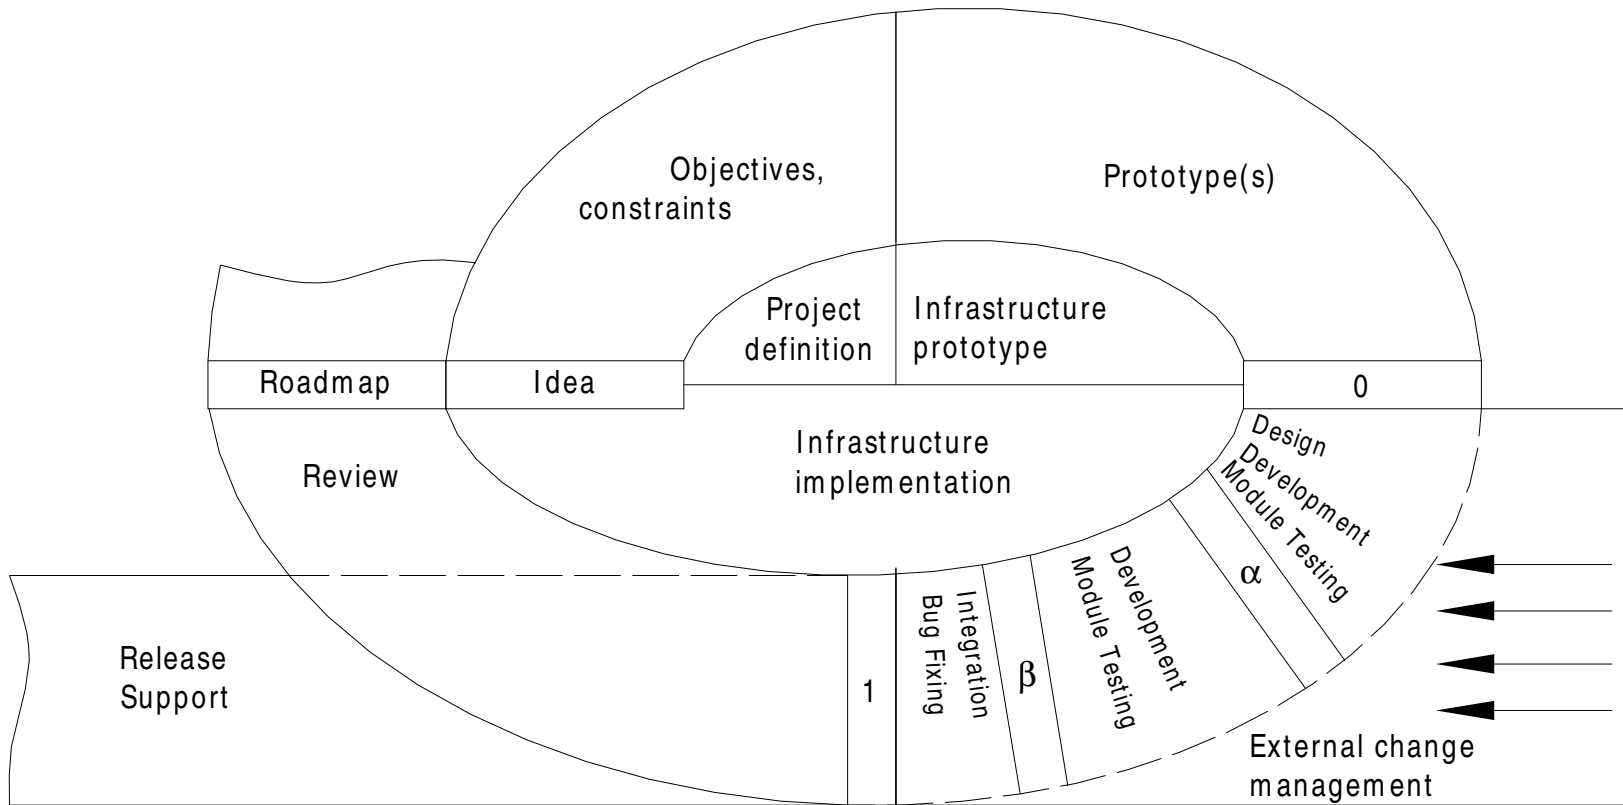 Objectives,
constraints
Prototype(s)
Project
definition
Infrastructure
prototype
Roadmap
Idea
0
Infrastructure
implementation
Review
Design
Development
Module Testing
α
Development
Module Testing
β
Integration
Bug Fixing
1
Release
Support
External change
management